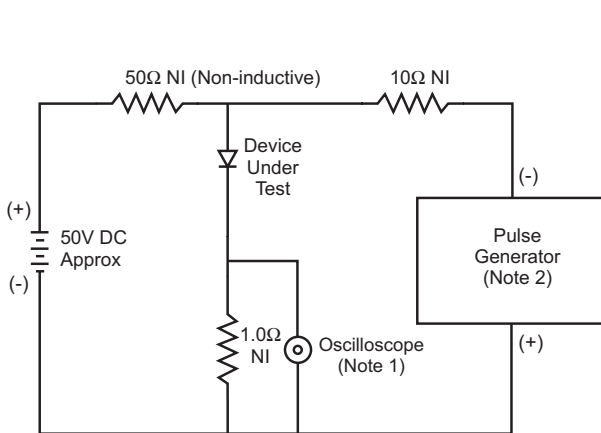 50Ω NI (Non-inductive)
10Ω NI
Device
Under
Test
(-)
(+)
50V DC
Approx
(-)
Pulse
Generator
(Note 2)
1.0Ω
NI
Oscilloscope
(Note 1)
(+)